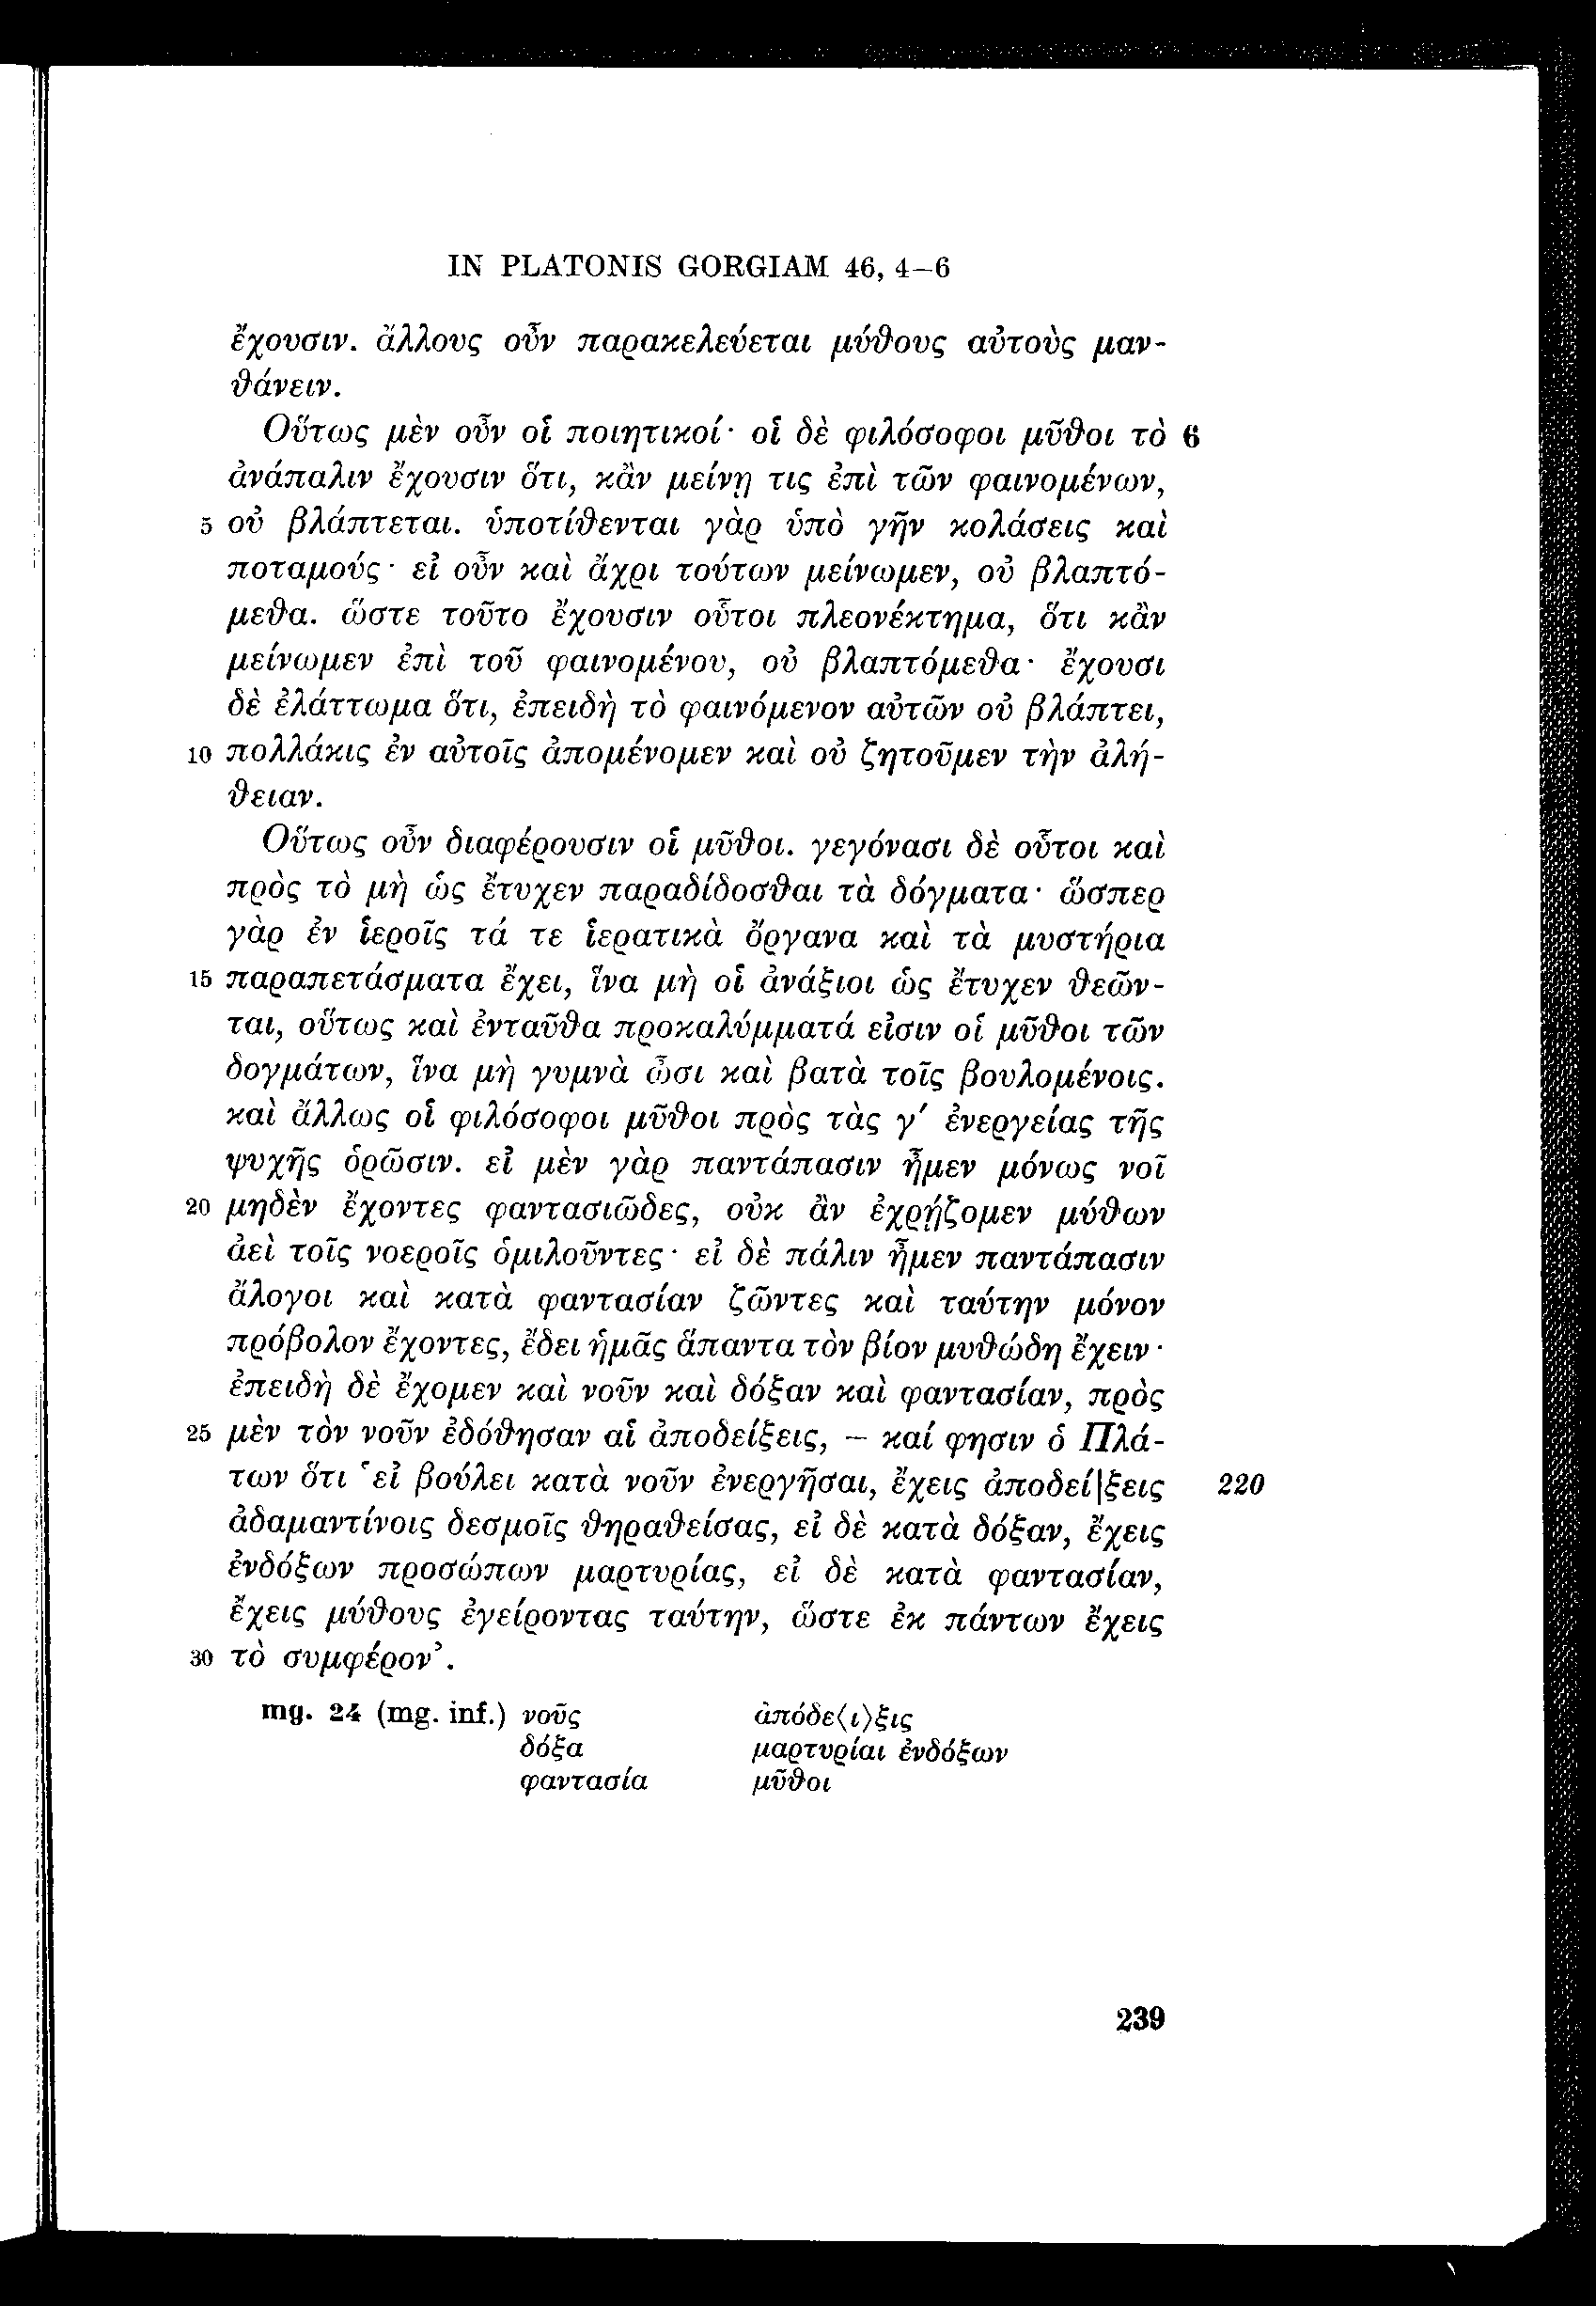 IN PLATONIS GORGIAM 46, 4–6
ἔχουσιν. ἄλλους οὖν παρακελεύεται μύθους αὐτοὺς μαν-
θάνειν.
Οὕτως μὲν οὖν οἱ ποιητικοί· οἱ δὲ φιλόσοφοι μῦθοι τὸ 6
ἀνάπαλιν ἔχουσιν ὅτι, κἂν μείνῃ τις ἐπὶ τῶν φαινομένων,
5 οὐ βλάπτεται. ὑποτίθενται γὰρ ὑπὸ γῆν κολάσεις καὶ
ποταμούς· εἰ οὖν καὶ ἄχρι τούτων μείνωμεν, οὐ βλαπτό-
μεθα. ὥστε τοῦτο ἔχουσιν οὗτοι πλεονέκτημα, ὅτι κἂν
μείνωμεν ἐπὶ τοῦ φαινομένου, οὐ βλαπτόμεθα· ἔχουσι
δὲ ἐλάττωμα ὅτι, ἐπειδὴ τὸ φαινόμενον αὐτῶν οὐ βλάπτει,
10 πολλάκις ἐν αὐτοῖς ἀπομένομεν καὶ οὐ ζητοῦμεν τὴν ἀλή-
θειαν.
Οὕτως οὖν διαφέρουσιν οἱ μῦθοι. γεγόνασι δὲ οὗτοι καὶ
πρὸς τὸ μὴ ὡς ἔτυχεν παραδίδοσθαι τὰ δόγματα· ὥσπερ
γὰρ ἐν ἱεροῖς τά τε ἱερατικὰ ὄργανα καὶ τὰ μυστήρια
15 παραπετάσματα ἔχει, ἵνα μὴ οἱ ἀνάξιοι ὡς ἔτυχεν θεῶν-
ται, οὕτως καὶ ἐνταῦθα προκαλύμματά εἰσιν οἱ μῦθοι τῶν
δογμάτων, ἵνα μὴ γυμνὰ ὦσι καὶ βατὰ τοῖς βουλομένοις.
καὶ ἄλλως οἱ φιλόσοφοι μῦθοι πρὸς τὰς γ′ ἐνεργείας τῆς
ψυχῆς ὁρῶσιν. εἰ μὲν γὰρ παντάπασιν ἦμεν μόνως νοῖ
20 μηδὲν ἔχοντες φαντασιῶδες, οὐκ ἂν ἐχρῄζομεν μύθων
ἀεὶ τοῖς νοεροῖς ὁμιλοῦντες· εἰ δὲ πάλιν ἦμεν παντάπασιν
ἄλογοι καὶ κατὰ φαντασίαν ζῶντες καὶ ταύτην μόνον
πρόβολον ἔχοντες, ἔδει ἡμᾶς ἅπαντα τὸν βίον μυθώδη ἔχειν·
ἐπειδὴ δὲ ἔχομεν καὶ νοῦν καὶ δόξαν καὶ φαντασίαν, πρὸς
25 μὲν τὸν νοῦν ἐδόθησαν αἱ ἀποδείξεις, – καί φησιν ὁ Πλά-
των ὅτι ‘εἰ βούλει κατὰ νοῦν ἐνεργῆσαι, ἔχεις ἀποδεί|ξεις 220
ἀδαμαντίνοις δεσμοῖς θηραθείσας, εἰ δὲ κατὰ δόξαν, ἔχεις
ἐνδόξων προσώπων μαρτυρίας, εἰ δὲ κατὰ φαντασίαν,
ἔχεις μύθους ἐγείροντας ταύτην, ὥστε ἐκ πάντων ἔχεις
30 τὸ συμφέρον’.
mg. 24 (mg. inf.) νοῦς ἀπόδε⟨ι⟩ξις
δόξα μαρτυρίαι ἐνδόξων
φαντασία μῦθοι
239